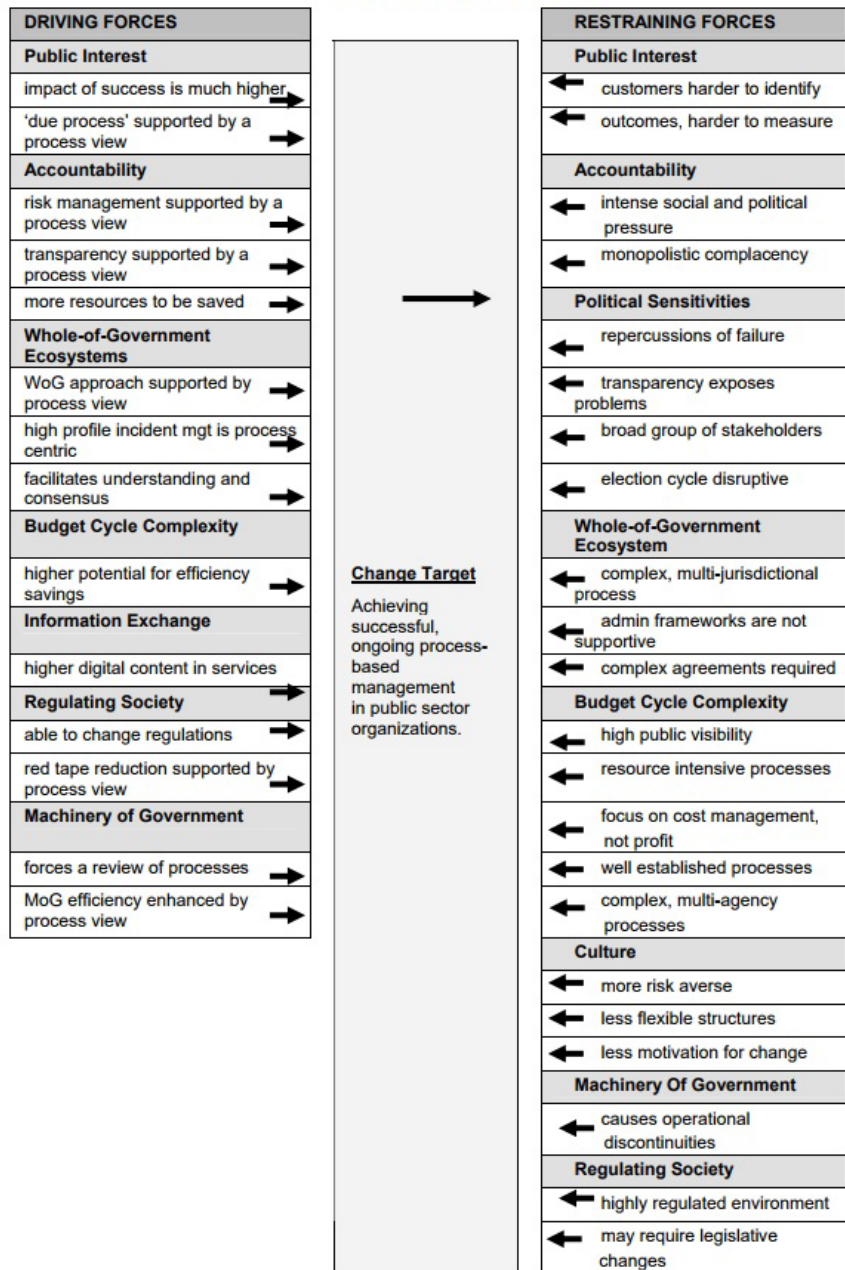 DRIVING FORCES
Public Interest
impact of success is much higher
‘due process’ supported by a
process view
Accountability
risk management supported by a
process view
transparency supported by a
process view
more resources to be saved
Whole-of-Government
Ecosystems
WoG approach supported by
process view
high profile incident mgt is process
centric
facilitates understanding and
consensus
Budget Cycle Complexity
higher potential for efficiency
savings
Information Exchange
higher digital content in services
Regulating Society
able to change regulations
red tape reduction supported by
process view
Machinery of Government
forces a review of processes
MoG efficiency enhanced by
process view
Change Target
Achieving
successful,
ongoing process-
based
management
in public sector
organizations.
RESTRAINING FORCES
Public Interest
customers harder to identify
outcomes, harder to measure
Accountability
intense social and political
pressure
monopolistic complacency
Political Sensitivities
repercussions of failure
transparency exposes
problems
broad group of stakeholders
election cycle disruptive
Whole-of-Government
Ecosystem
complex, multi-jurisdictional
process
admin frameworks are not
supportive
complex agreements required
Budget Cycle Complexity
high public visibility
resource intensive processes
focus on cost management,
not profit
well established processes
complex, multi-agency
processes
Culture
more risk averse
less flexible structures
less motivation for change
Machinery Of Government
causes operational
discontinuities
Regulating Society
highly regulated environment
may require legislative
changes